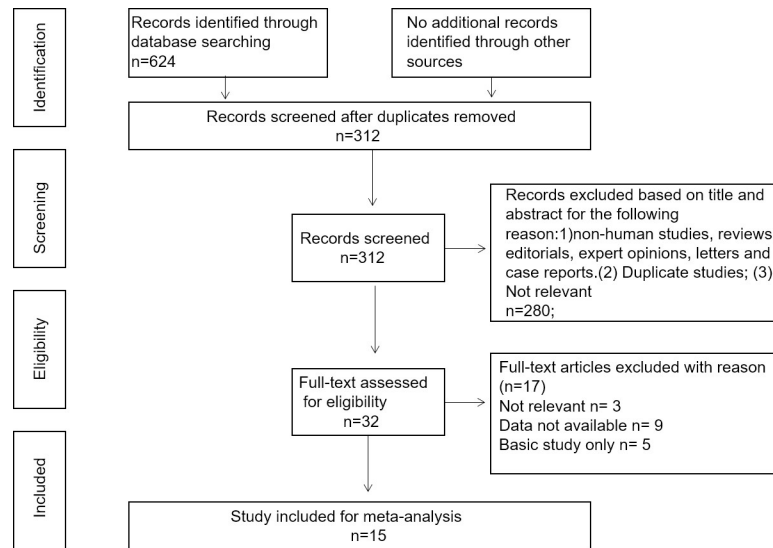 Identification
Records identified through
database searching
n=624
No additional records
identified through other
sources
Records screened after duplicates removed
n=312
Screening
Records screened
n=312
Records excluded based on title and
abstract for the following
reason:1)non-human studies, reviews
editorials, expert opinions, letters and
case reports.(2) Duplicate studies; (3)
Not relevant
n=280;
Eligibility
Full-text assessed
for eligibility
n=32
Full-text articles excluded with reason
(n=17)
Not relevant n= 3
Data not available n= 9
Basic study only n= 5
Included
Study included for meta-analysis
n=15